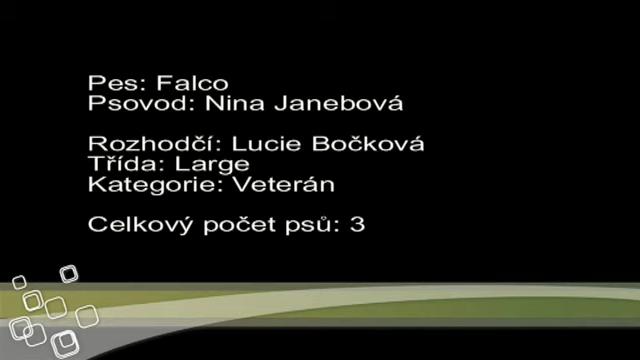 Pes: Falco
Psovod: Nina Janebová
Rozhodčí: Lucie Bočková
Třída: Large
Kategorie: Veterán
Celkový počet psů: 3